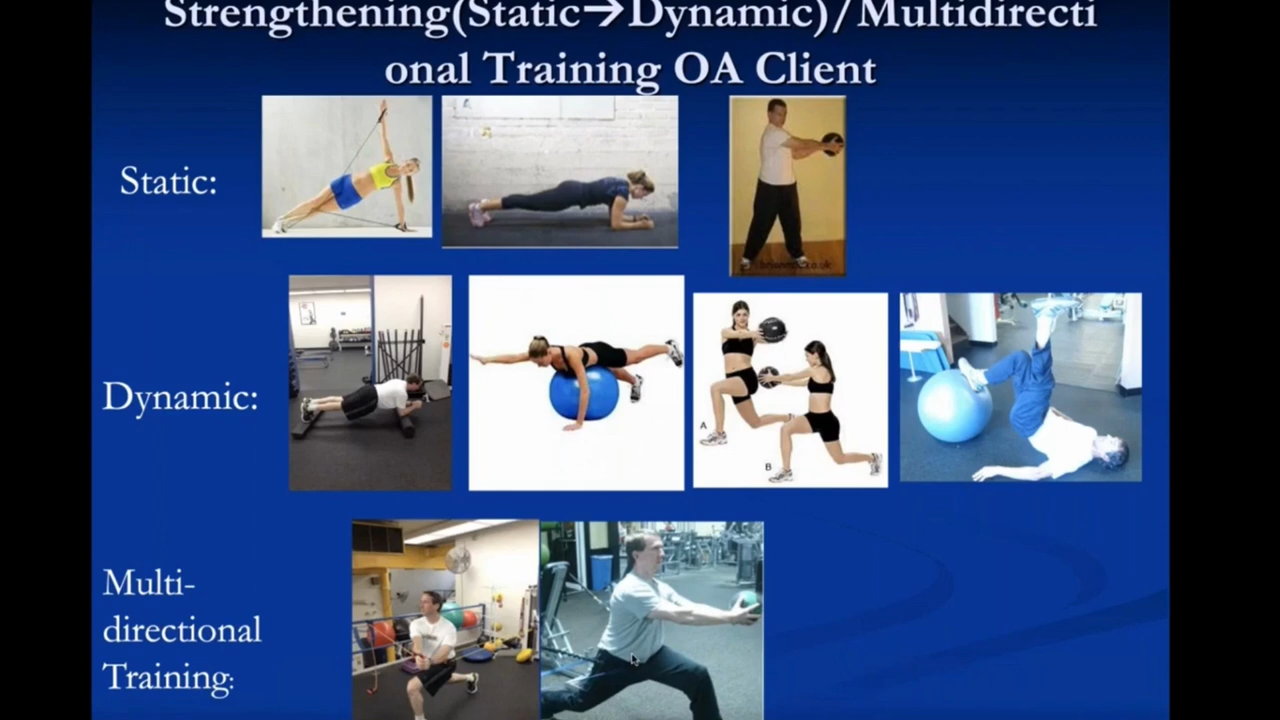 Strengthening(Static→Dynamic)/Multidirecti
onal Training OA Client
Static:
Dynamic:
A
B
Multi-
directional
Training: